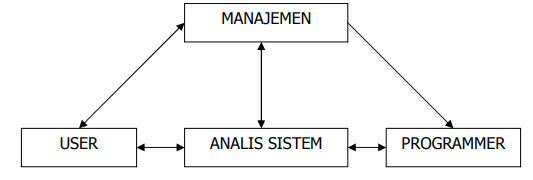 MANAJEMEN
USER
ANALIS SISTEM
PROGRAMMER